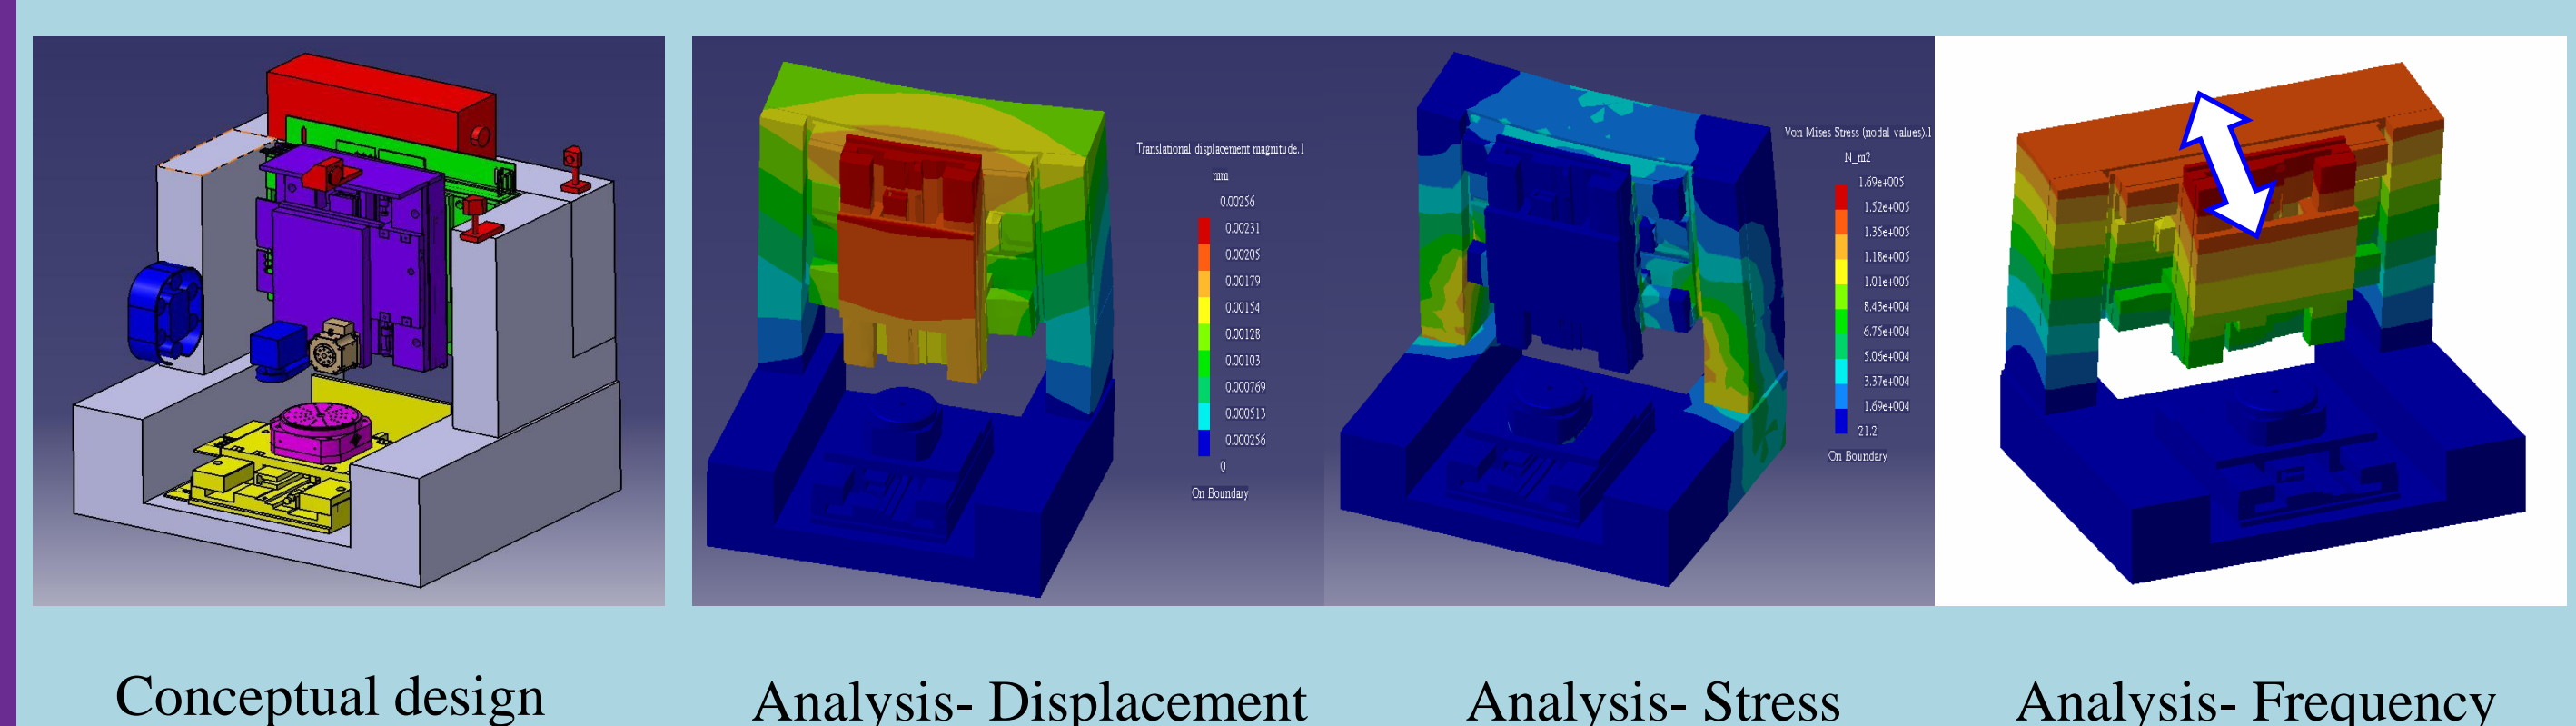 Translational displacement magnitude.1
mm
0.00256
0.00231
0.00205
0.00179
0.00154
0.00128
0.00103
0.000769
0.000513
0.000256
0
On Boundary
Von Mises Stress (nodal values).1
N_m2
1.69e+005
1.52e+005
1.35e+005
1.18e+005
1.01e+005
8.43e+004
6.75e+004
5.06e+004
3.37e+004
1.69e+004
21.2
On Boundary
Conceptual design
Analysis- Displacement
Analysis- Stress
Analysis- Frequency